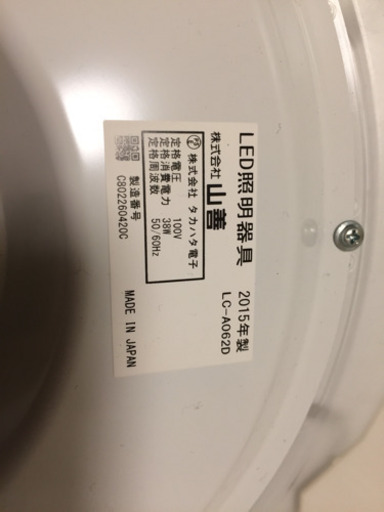 LED照明器具 2015年製
株式会社 山善 LC-A062D
株式会社 タカハタ電子
定格電圧 100V
定格消費電力 38W
定格周波数 50/60Hz
製造番号
C802260420C
MADE IN JAPAN